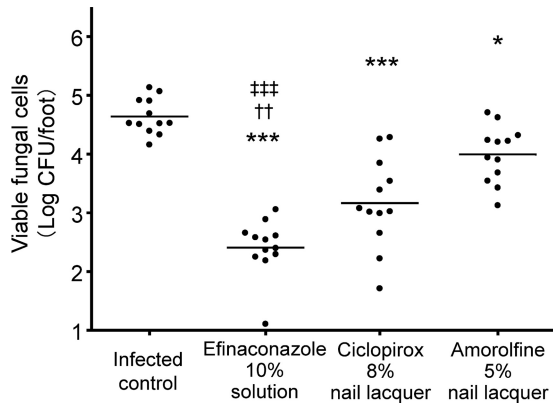 Viable fungal cells
(Log CFU/foot)
6
5
4
3
2
1
‡‡‡
††
***
***
*
Infected
control
Efinaconazole
10%
solution
Ciclopirox
8%
nail lacquer
Amorolfine
5%
nail lacquer